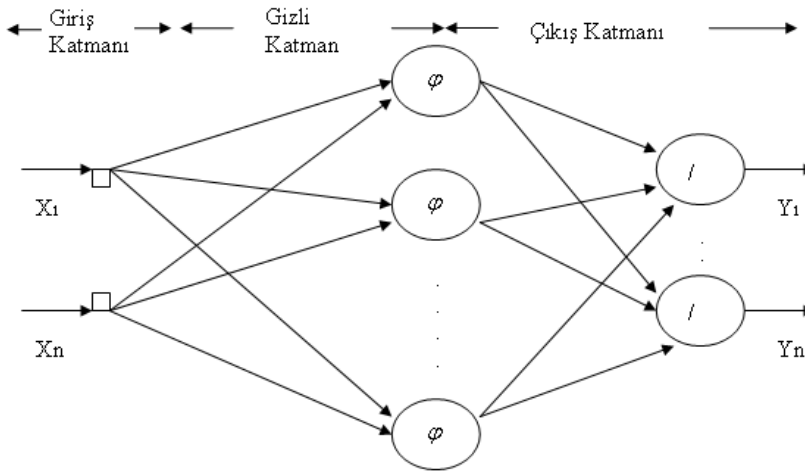 Giriş
Katmanı
Gizli
Katman
Çıkış Katmanı
φ
X₁
φ
/
Y₁
Xn
/
Yn
φ